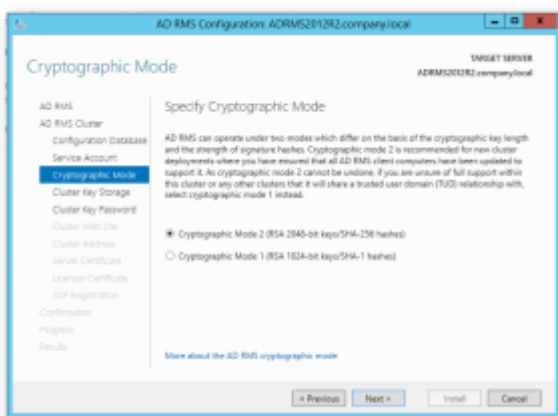 AD RMS Configuration: ADRMS2012R2.company.local
Cryptographic Mode
TARGET SERVER
ADRMS2012R2.company.local
AD RMS
AD RMS Cluster
Configuration Database
Service Account
Cryptographic Mode
Cluster Key Storage
Cluster Key Password
Cluster Web Site
Cluster Address
Server Certificate
Licensor Certificate
SCP Registration
Confirmation
Progress
Results
Specify Cryptographic Mode
AD RMS can operate under two modes which differ on the basis of the cryptographic key length
and the strength of signature hashes. Cryptographic mode 2 is recommended for new cluster
deployments where you have ensured that all AD RMS client computers have been updated to
support it. As cryptographic mode 2 cannot be undone, if you are unsure of full support within
this cluster or any other clusters that it will share a trusted user domain (TUD) relationship with,
select cryptographic mode 1 instead.
Cryptographic Mode 2 (RSA 2048-bit keys/SHA-256 hashes)
Cryptographic Mode 1 (RSA 1024-bit keys/SHA-1 hashes)
More about the AD RMS cryptographic mode
< Previous
Next >
Install
Cancel